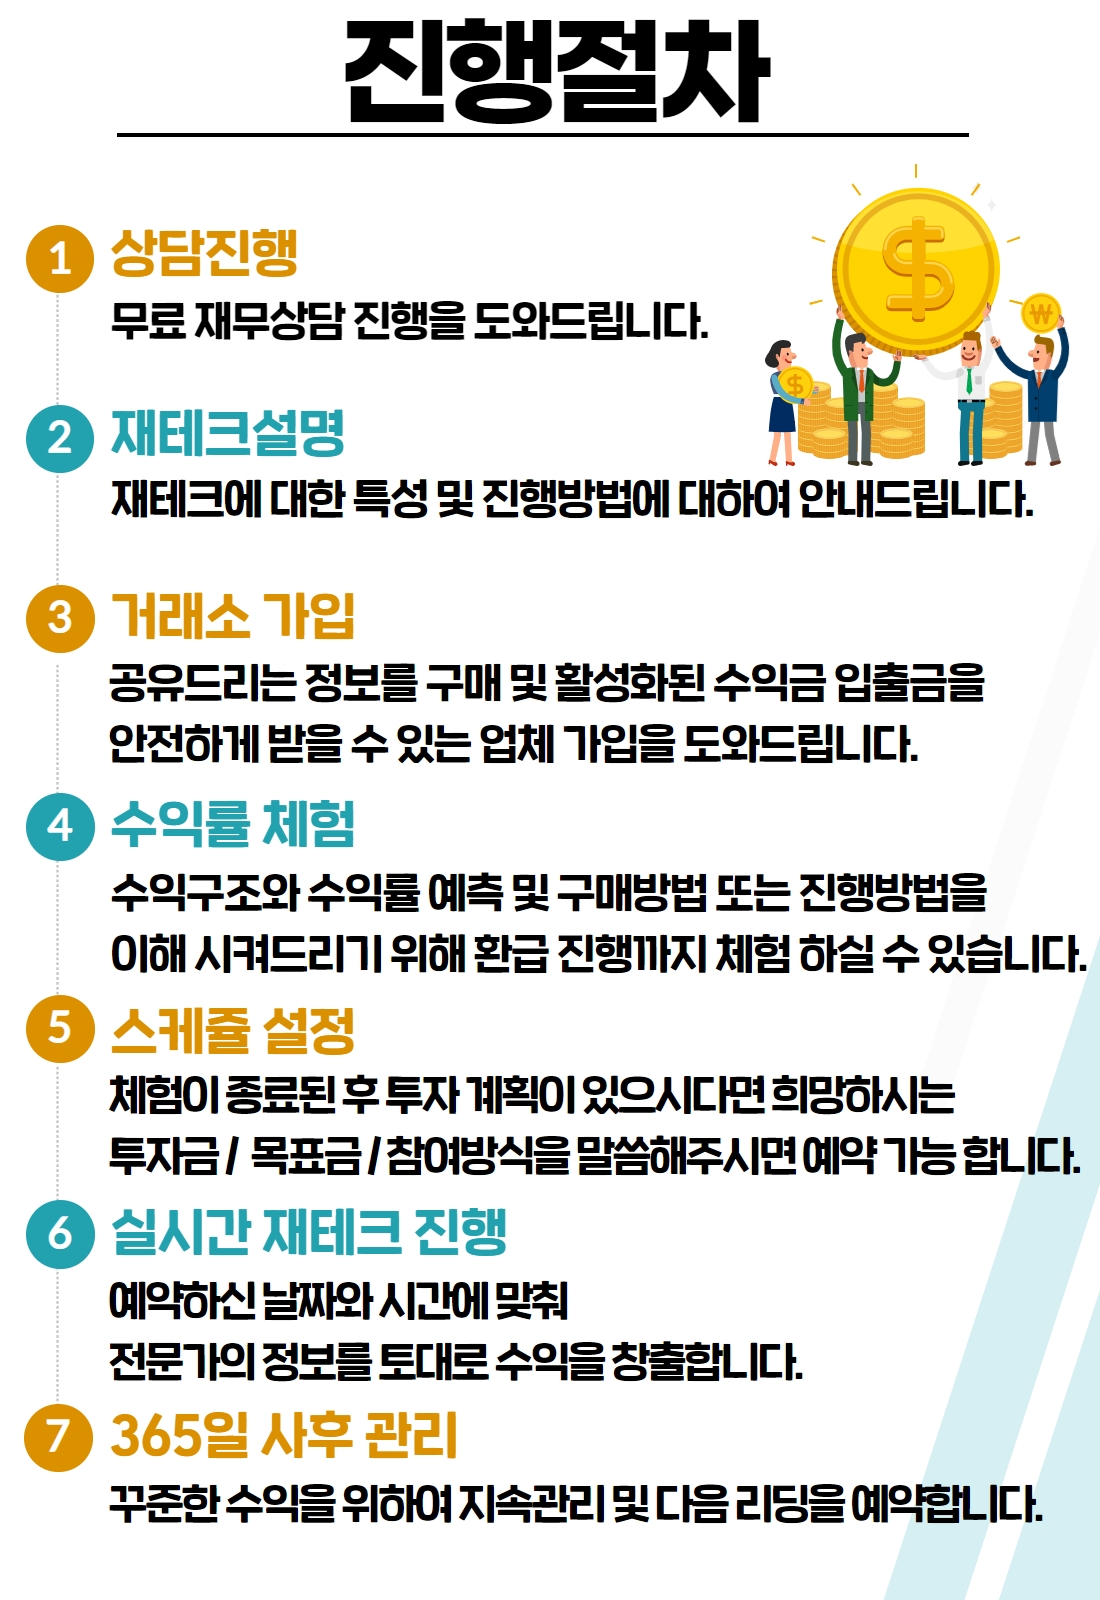 진행절차
1 상담진행
무료 재무상담 진행을 도와드립니다.
2 재테크설명
재테크에 대한 특성 및 진행방법에 대하여 안내드립니다.
3 거래소 가입
공유드리는 정보를 구매 및 활성화된 수익금 입출금을
안전하게 받을 수 있는 업체 가입을 도와드립니다.
4 수익률 체험
수익구조와 수익률 예측 및 구매방법 또는 진행방법을
이해 시켜드리기 위해 환급 진행까지 체험 하실 수 있습니다.
5 스케쥴 설정
체험이 종료된 후 투자 계획이 있으시다면 희망하시는
투자금 / 목표금 / 참여방식을 말씀해주시면 예약 가능 합니다.
6 실시간 재테크 진행
예약하신 날짜와 시간에 맞춰
전문가의 정보를 토대로 수익을 창출합니다.
7 365일 사후 관리
꾸준한 수익을 위하여 지속관리 및 다음 리딩을 예약합니다.